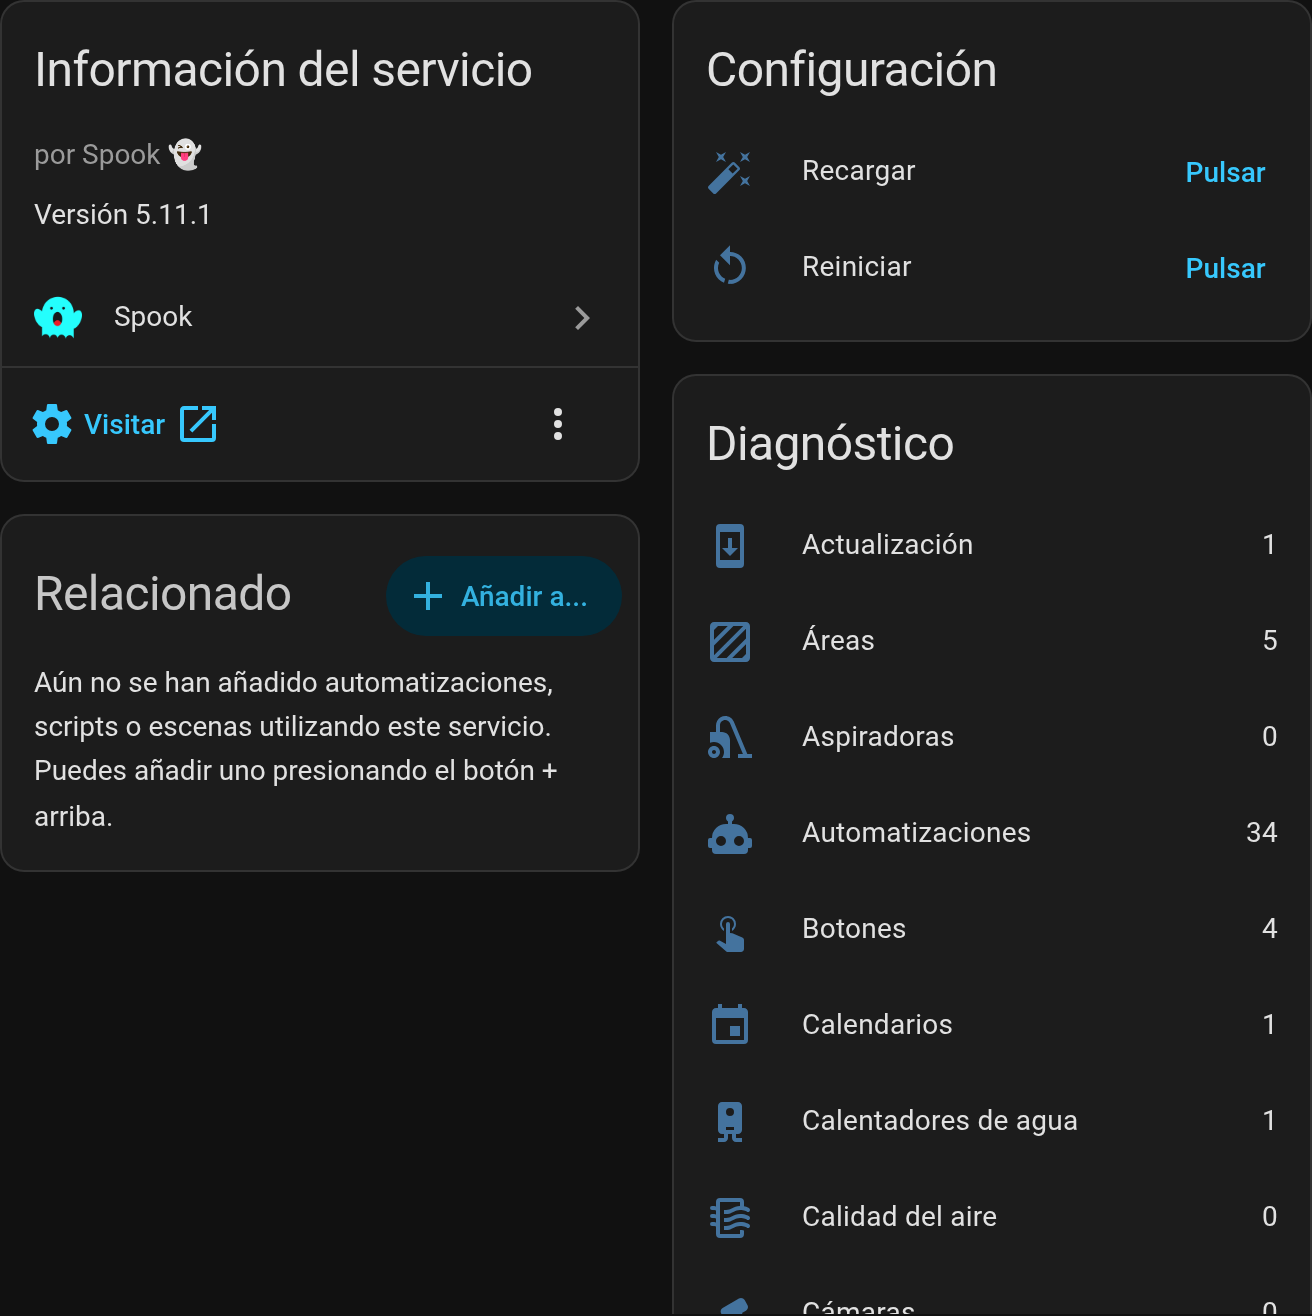 Información del servicio
por Spook 👻
Versión 5.11.1
Spook
Visitar
Relacionado
Añadir a...
Aún no se han añadido automatizaciones,
scripts o escenas utilizando este servicio.
Puedes añadir uno presionando el botón +
arriba.
Configuración
Recargar Pulsar
Reiniciar Pulsar
Diagnóstico
Actualización 1
Áreas 5
Aspiradoras 0
Automatizaciones 34
Botones 4
Calendarios 1
Calentadores de agua 1
Calidad del aire 0
Cámaras 0